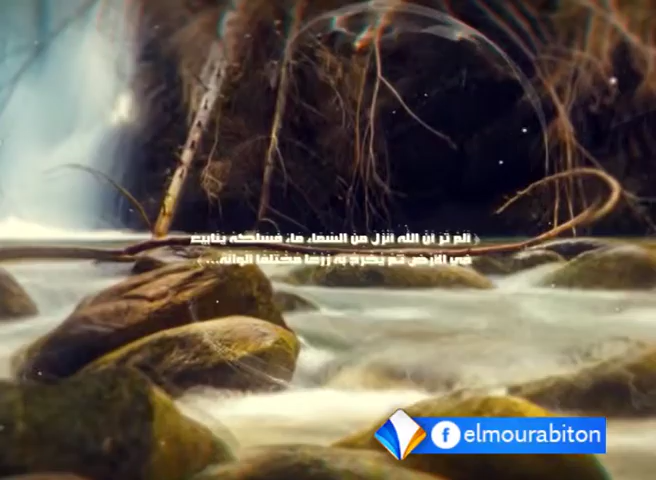 ﴿ ألم تر أن الله أنزل من السماء ماء فسلكه ينابيع
في الأرض ثم يخرج به زرعا مختلفا ألوانه... ﴾
elmourabiton